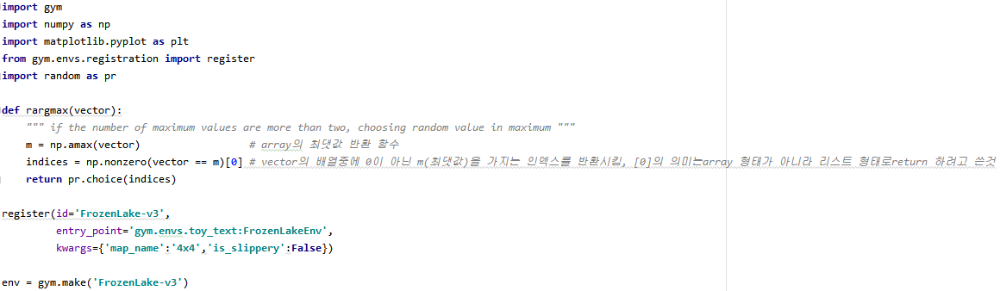 import gym
import numpy as np
import matplotlib.pyplot as plt
from gym.envs.registration import register
import random as pr
def rargmax(vector):
""" if the number of maximum values are more than two, choosing random value in maximum """
m = np.amax(vector) # array의 최댓값 반환 함수
indices = np.nonzero(vector == m)[0] # vector의 배열중에 0이 아닌 m(최댓값)을 가지는 인덱스를 반환시킴, [0]의 의미는array 형태가 아니라 리스트 형태로return 하려고 쓴것
return pr.choice(indices)
register(id='FrozenLake-v3',
entry_point='gym.envs.toy_text:FrozenLakeEnv',
kwargs={'map_name':'4x4','is_slippery':False})
env = gym.make('FrozenLake-v3')